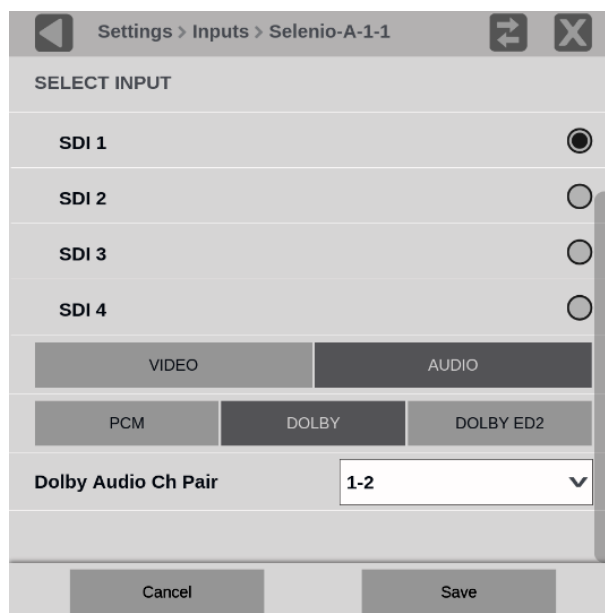 Settings > Inputs > Selenio-A-1-1
SELECT INPUT
SDI 1
SDI 2
SDI 3
SDI 4
VIDEO AUDIO
PCM DOLBY DOLBY ED2
Dolby Audio Ch Pair 1-2
Cancel Save